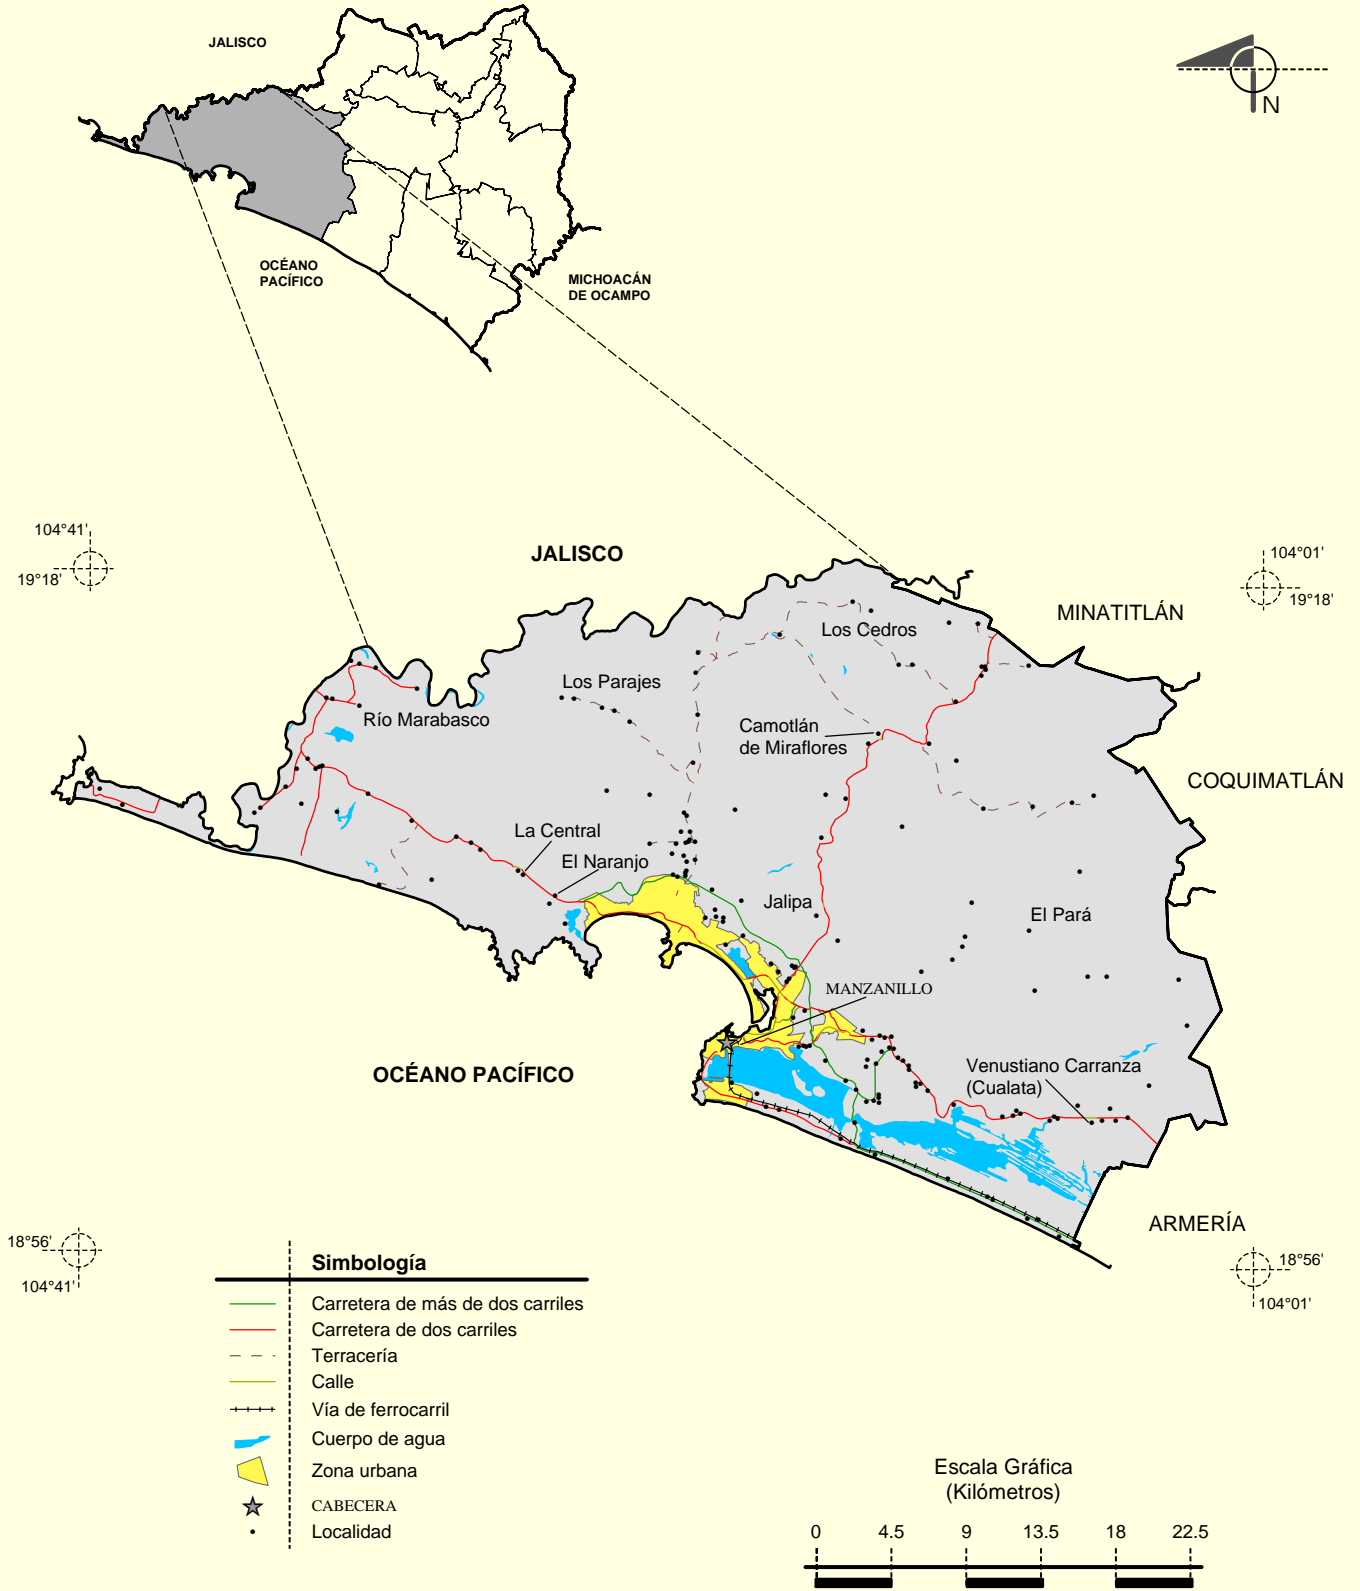 JALISCO
N
OCÉANO
PACÍFICO
MICHOACÁN
DE OCAMPO
104°41'
19°18'
JALISCO
104°01'
19°18'
MINATITLÁN
Los Cedros
Los Parajes
Río Marabasco
Camotlán
de Miraflores
COQUIMATLÁN
La Central
El Naranjo
Jalipa
El Pará
MANZANILLO
OCÉANO PACÍFICO
Venustiano Carranza
(Cualata)
ARMERÍA
18°56'
104°41'
18°56'
104°01'
Simbología
Carretera de más de dos carriles
Carretera de dos carriles
Terracería
Calle
Vía de ferrocarril
Cuerpo de agua
Zona urbana
CABECERA
Localidad
Escala Gráfica
(Kilómetros)
0 4.5 9 13.5 18 22.5